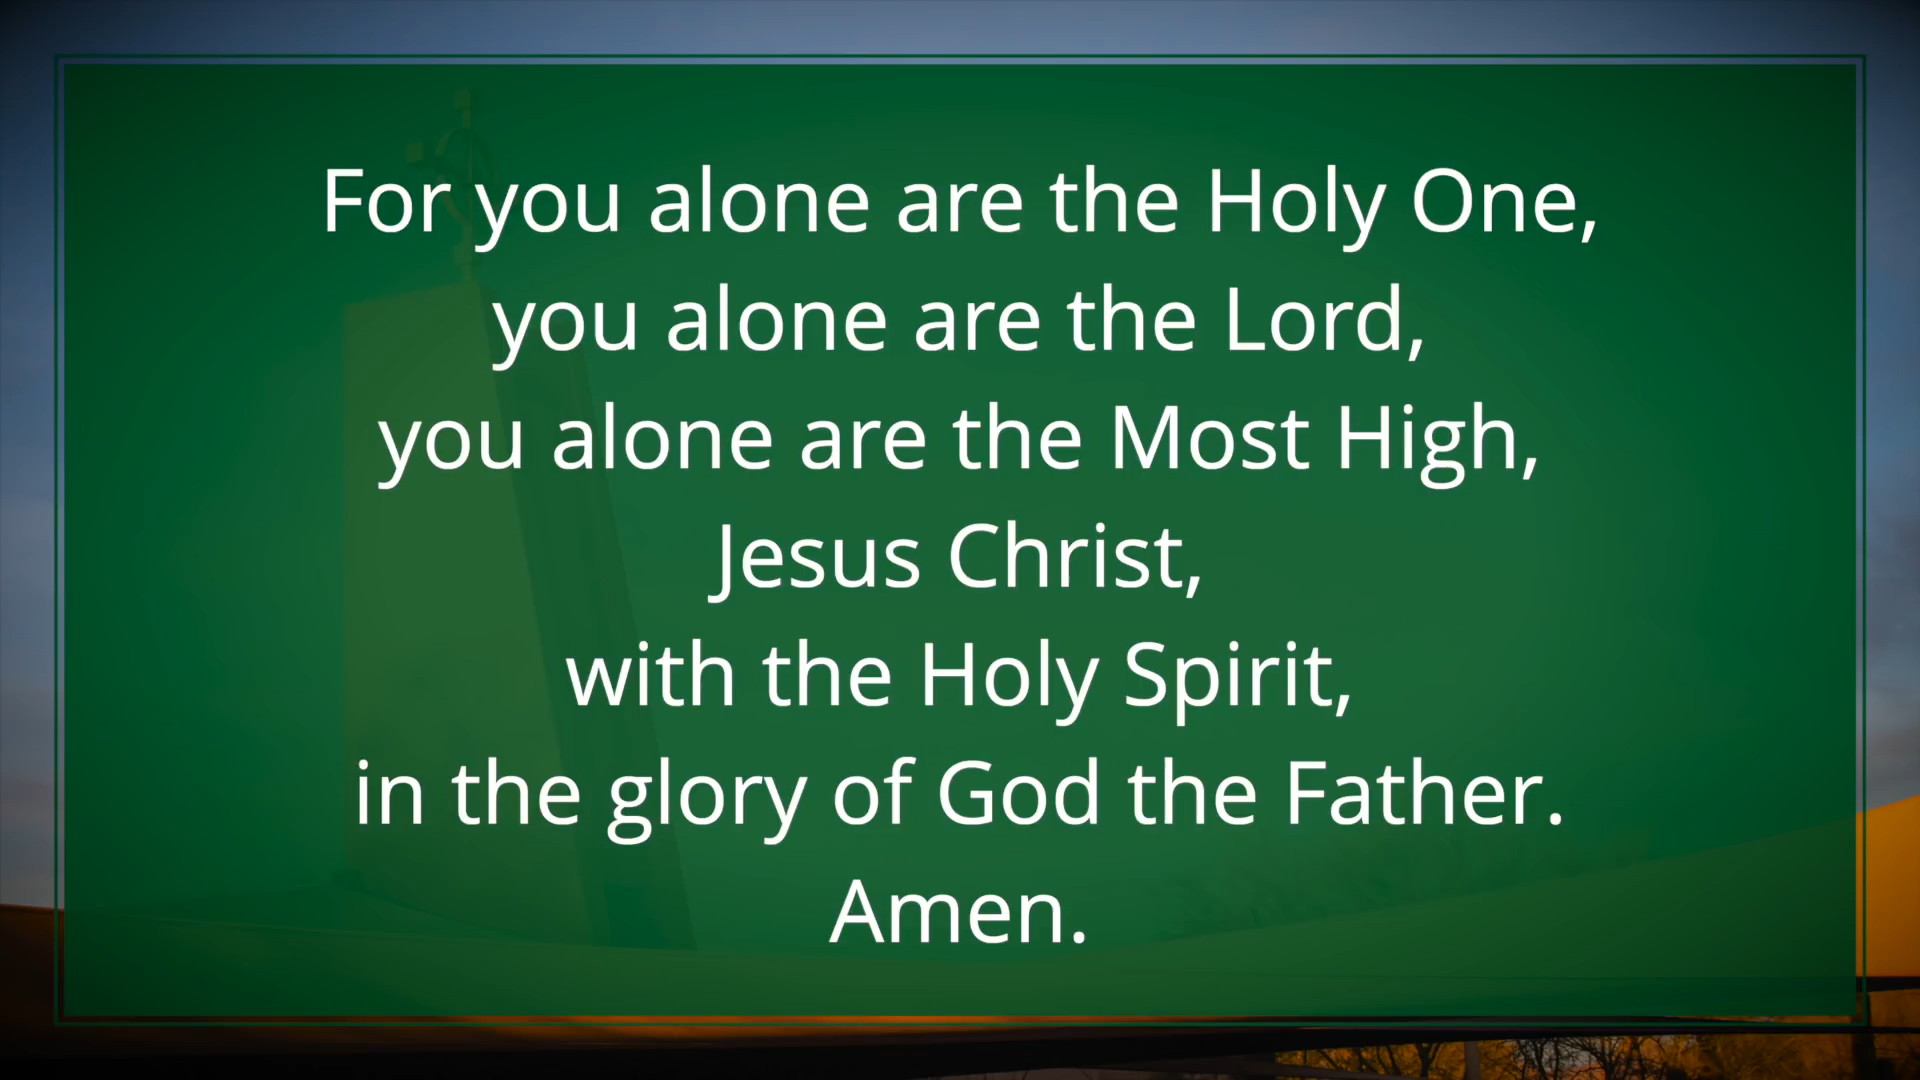 For you alone are the Holy One,
you alone are the Lord,
you alone are the Most High,
Jesus Christ,
with the Holy Spirit,
in the glory of God the Father.
Amen.